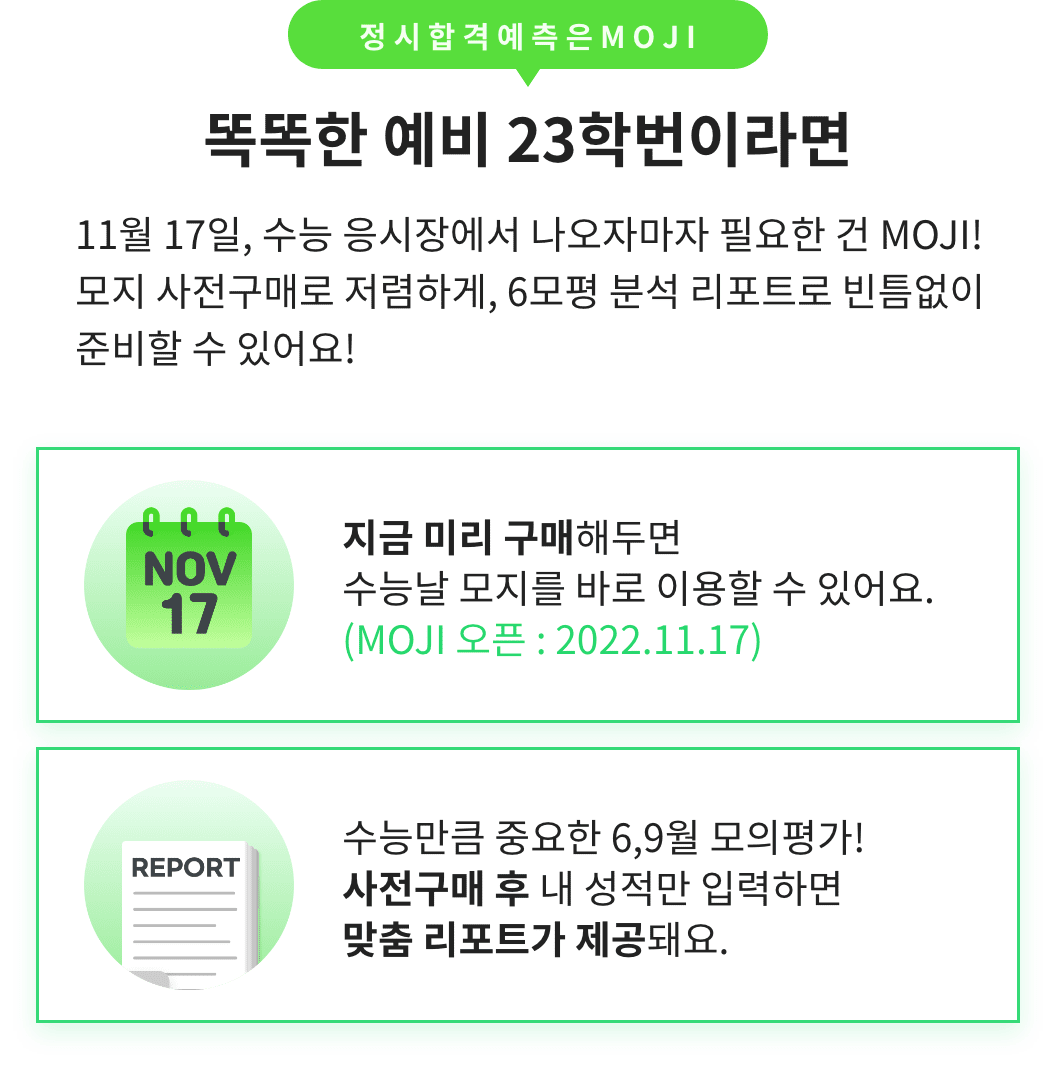 정시합격예측은MOJI
똑똑한 예비 23학번이라면
11월 17일, 수능 응시장에서 나오자마자 필요한 건 MOJI!
모지 사전구매로 저렴하게, 6모평 분석 리포트로 빈틈없이
준비할 수 있어요!
NOV
17
지금 미리 구매해두면
수능날 모지를 바로 이용할 수 있어요.
(MOJI 오픈 : 2022.11.17)
REPORT
수능만큼 중요한 6,9월 모의평가!
사전구매 후 내 성적만 입력하면
맞춤 리포트가 제공돼요.